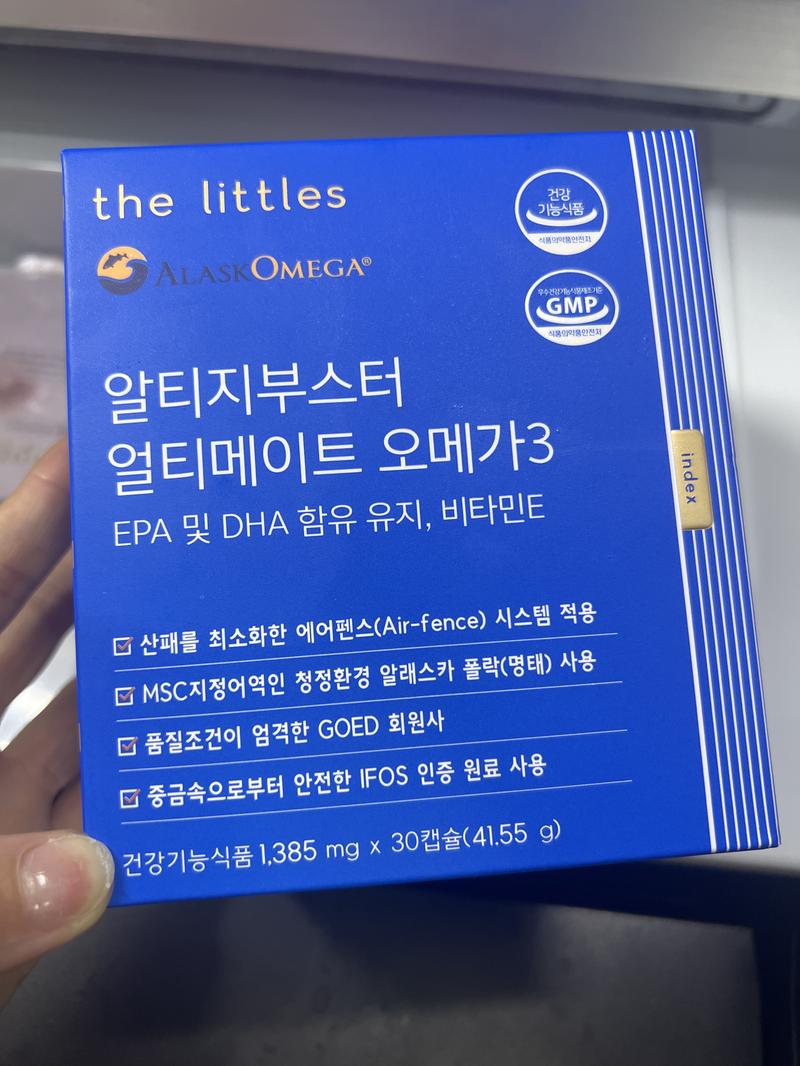 the littles
ALASKOMEGA®
건강
기능식품
식품의약품안전처
우수건강기능식품제조기준
GMP
식품의약품안전처
알티지부스터
얼티메이트 오메가3
EPA 및 DHA 함유 유지, 비타민E
index
산패를 최소화한 에어펜스(Air-fence) 시스템 적용
MSC지정어역인 청정환경 알래스카 폴락(명태) 사용
품질조건이 엄격한 GOED 회원사
중금속으로부터 안전한 IFOS 인증 원료 사용
건강기능식품 1,385 mg x 30캡슐(41.55 g)